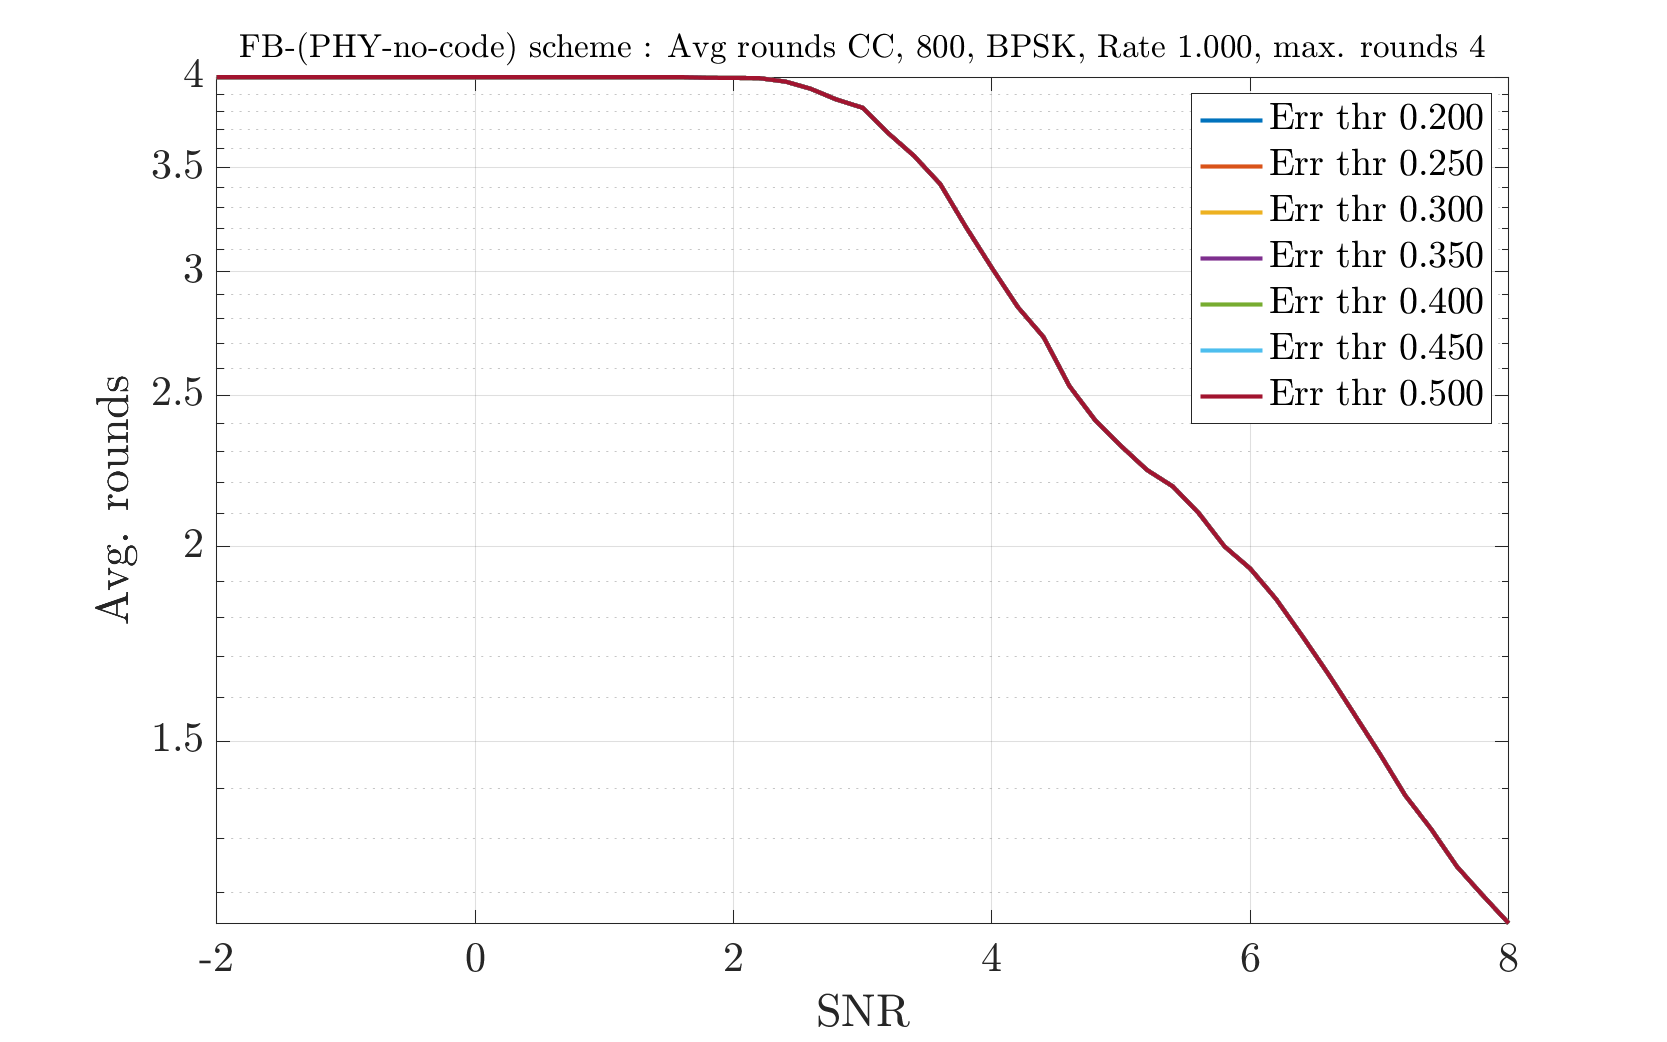 FB-(PHY-no-code) scheme : Avg rounds CC, 800, BPSK, Rate 1.000, max. rounds 4
4
3.5
3
2.5
2
1.5
Avg. rounds
Err thr 0.200
Err thr 0.250
Err thr 0.300
Err thr 0.350
Err thr 0.400
Err thr 0.450
Err thr 0.500
-2 0 2 4 6 8
SNR